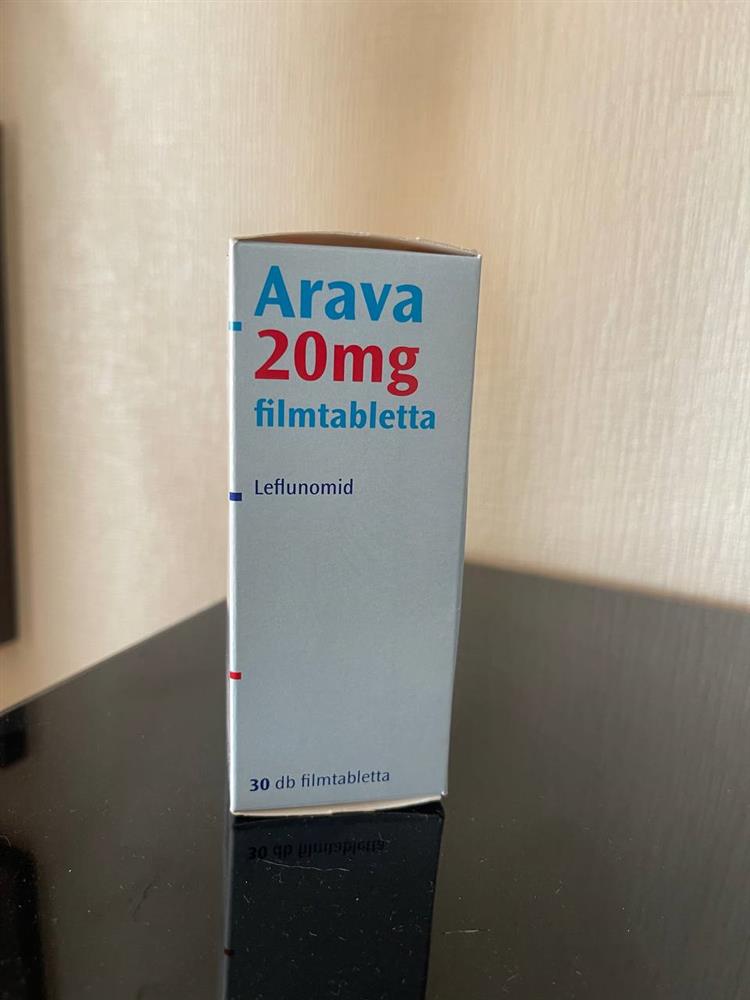 Arava
20mg
filmtabletta
Leflunomid
30 db filmtabletta